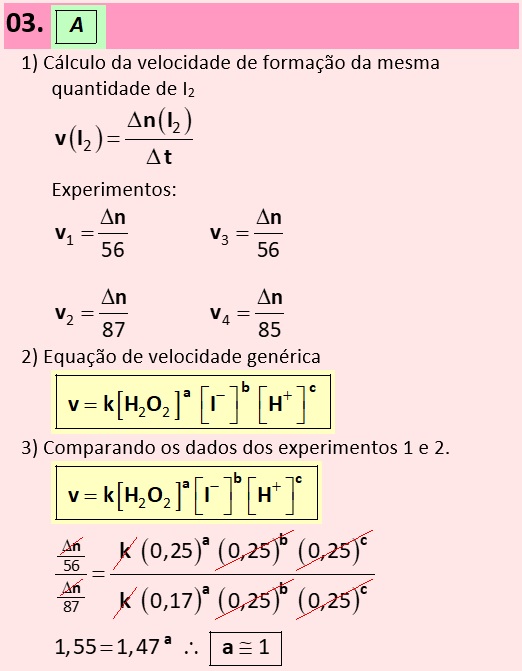 03. A
1) Cálculo da velocidade de formação da mesma
quantidade de I₂
v(I₂) = Δn(I₂) / Δt
Experimentos:
v₁ = Δn / 56    v₃ = Δn / 56
v₂ = Δn / 87    v₄ = Δn / 85
2) Equação de velocidade genérica
v = k[H₂O₂]ᵃ [I⁻]ᵇ [H⁺]ᶜ
3) Comparando os dados dos experimentos 1 e 2.
v = k[H₂O₂]ᵃ [I⁻]ᵇ [H⁺]ᶜ
(Δn / 56) / (Δn / 87) = k (0,25)ᵃ (0,25)ᵇ (0,25)ᶜ / k (0,17)ᵃ (0,25)ᵇ (0,25)ᶜ
1,55 = 1,47ᵃ ∴ a ≅ 1